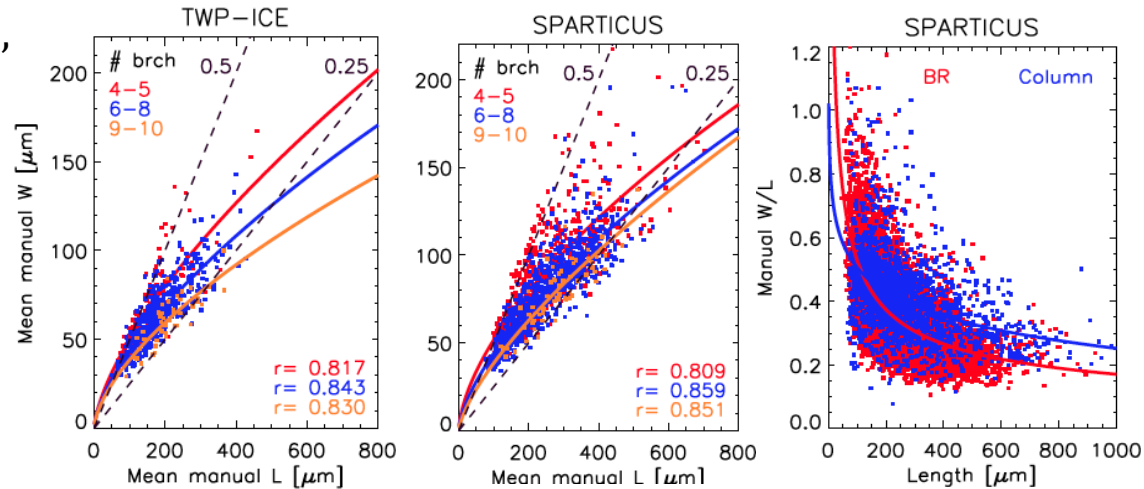 ,
TWP-ICE
# brch
4-5
6-8
9-10
0.5
0.25
r= 0.817
r= 0.843
r= 0.830
200
150
100
50
0
Mean manual W [μm]
0 200 400 600 800
Mean manual L [μm]
SPARTICUS
# brch
4-5
6-8
9-10
0.5
0.25
r= 0.809
r= 0.859
r= 0.851
200
150
100
50
0
0 200 400 600 800
Mean manual L [μm]
SPARTICUS
BR
Column
1.2
1.0
0.8
0.6
0.4
0.2
0.0
Manual W/L
0 200 400 600 800 1000
Length [μm]